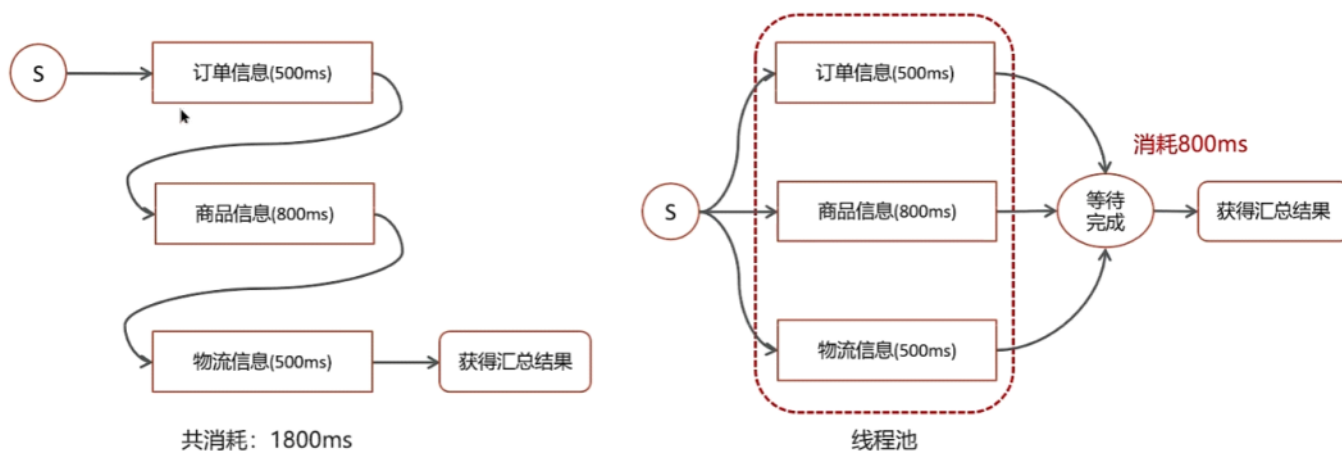 S
订单信息(500ms)
商品信息(800ms)
物流信息(500ms)
获得汇总结果
共消耗：1800ms
S
订单信息(500ms)
商品信息(800ms)
物流信息(500ms)
消耗800ms
等待
完成
获得汇总结果
线程池